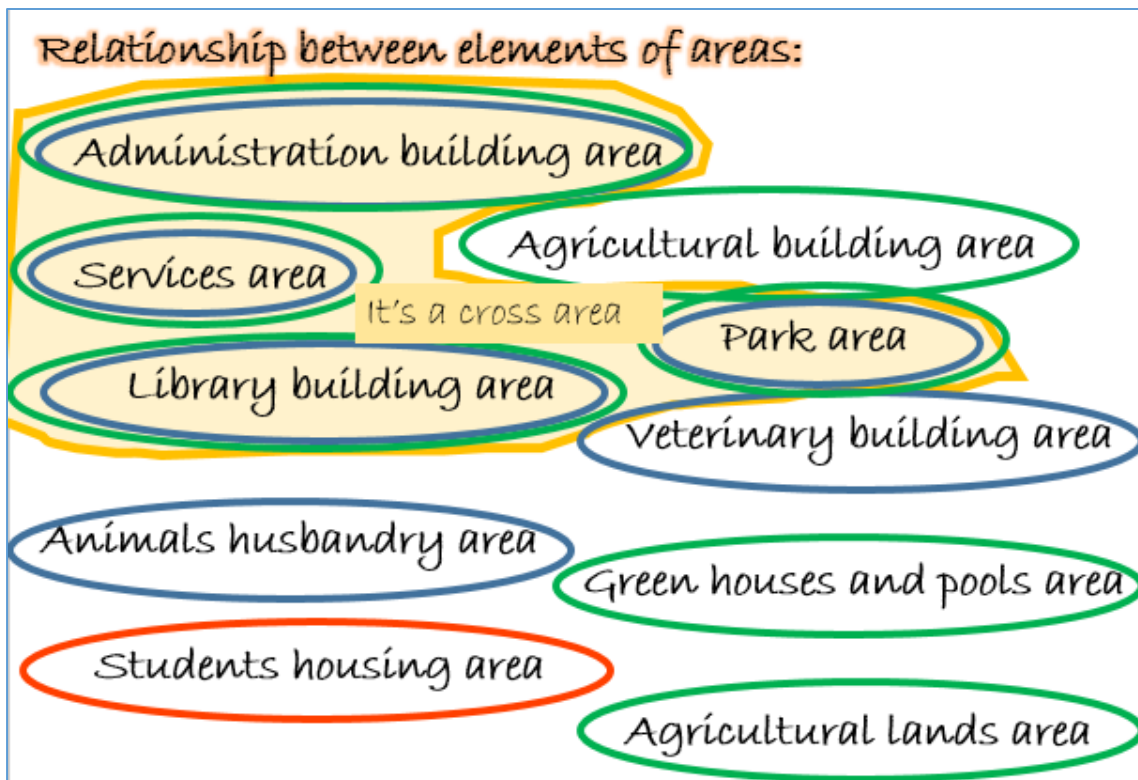 Relationship between elements of areas:
Administration building area
Agricultural building area
Services area
It's a cross area
Park area
Library building area
Veterinary building area
Animals husbandry area
Green houses and pools area
Students housing area
Agricultural lands area